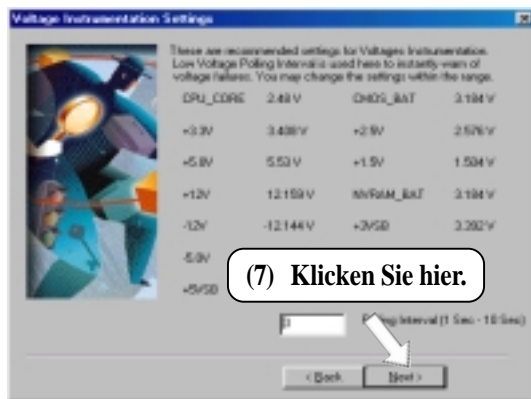 Voltage Instrumentation Settings
These are recommended settings for Voltages Instrumentation.
Low Voltage Polling Interval is used here to instantly warn of
voltage failures. You may change the settings within the range.
CPU_CORE 2.48 V CMOS_BAT 3.184 V
+3.3V 3.408 V +2.5V 2.576 V
+5.0V 5.53 V +1.5V 1.584 V
+12V 12.159 V NVRAM_BAT 3.184 V
-12V -12.144 V +3VSB 3.392 V
-5.0V
+5VSB
(7) Klicken Sie hier.
Polling Interval (1 Sec - 10 Sec)
< Back Next >